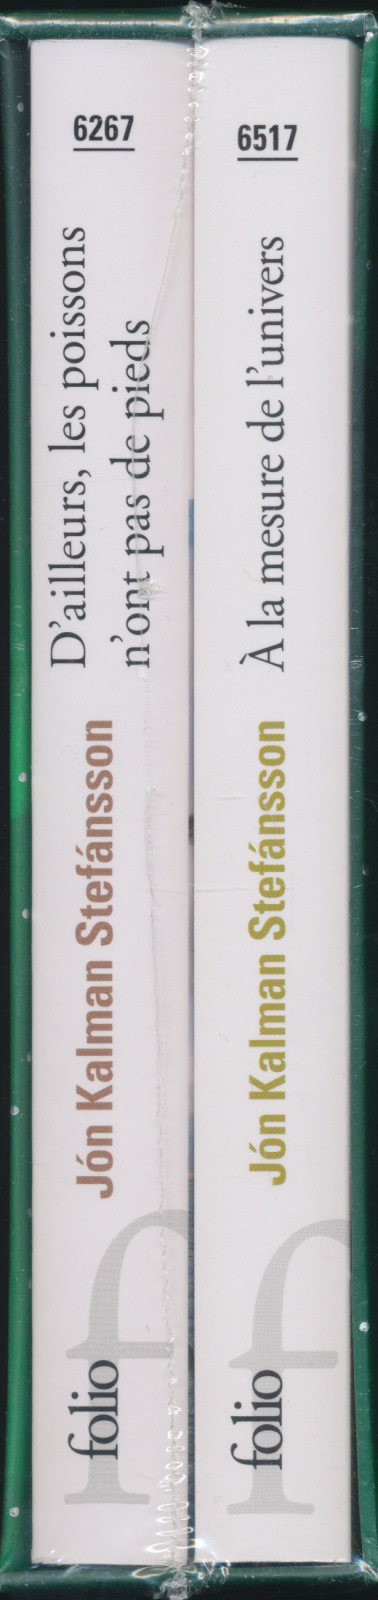 6267
D'ailleurs, les poissons
n'ont pas de pieds
Jón Kalman Stefánsson
folio
6517
À la mesure de l'univers
Jón Kalman Stefánsson
folio